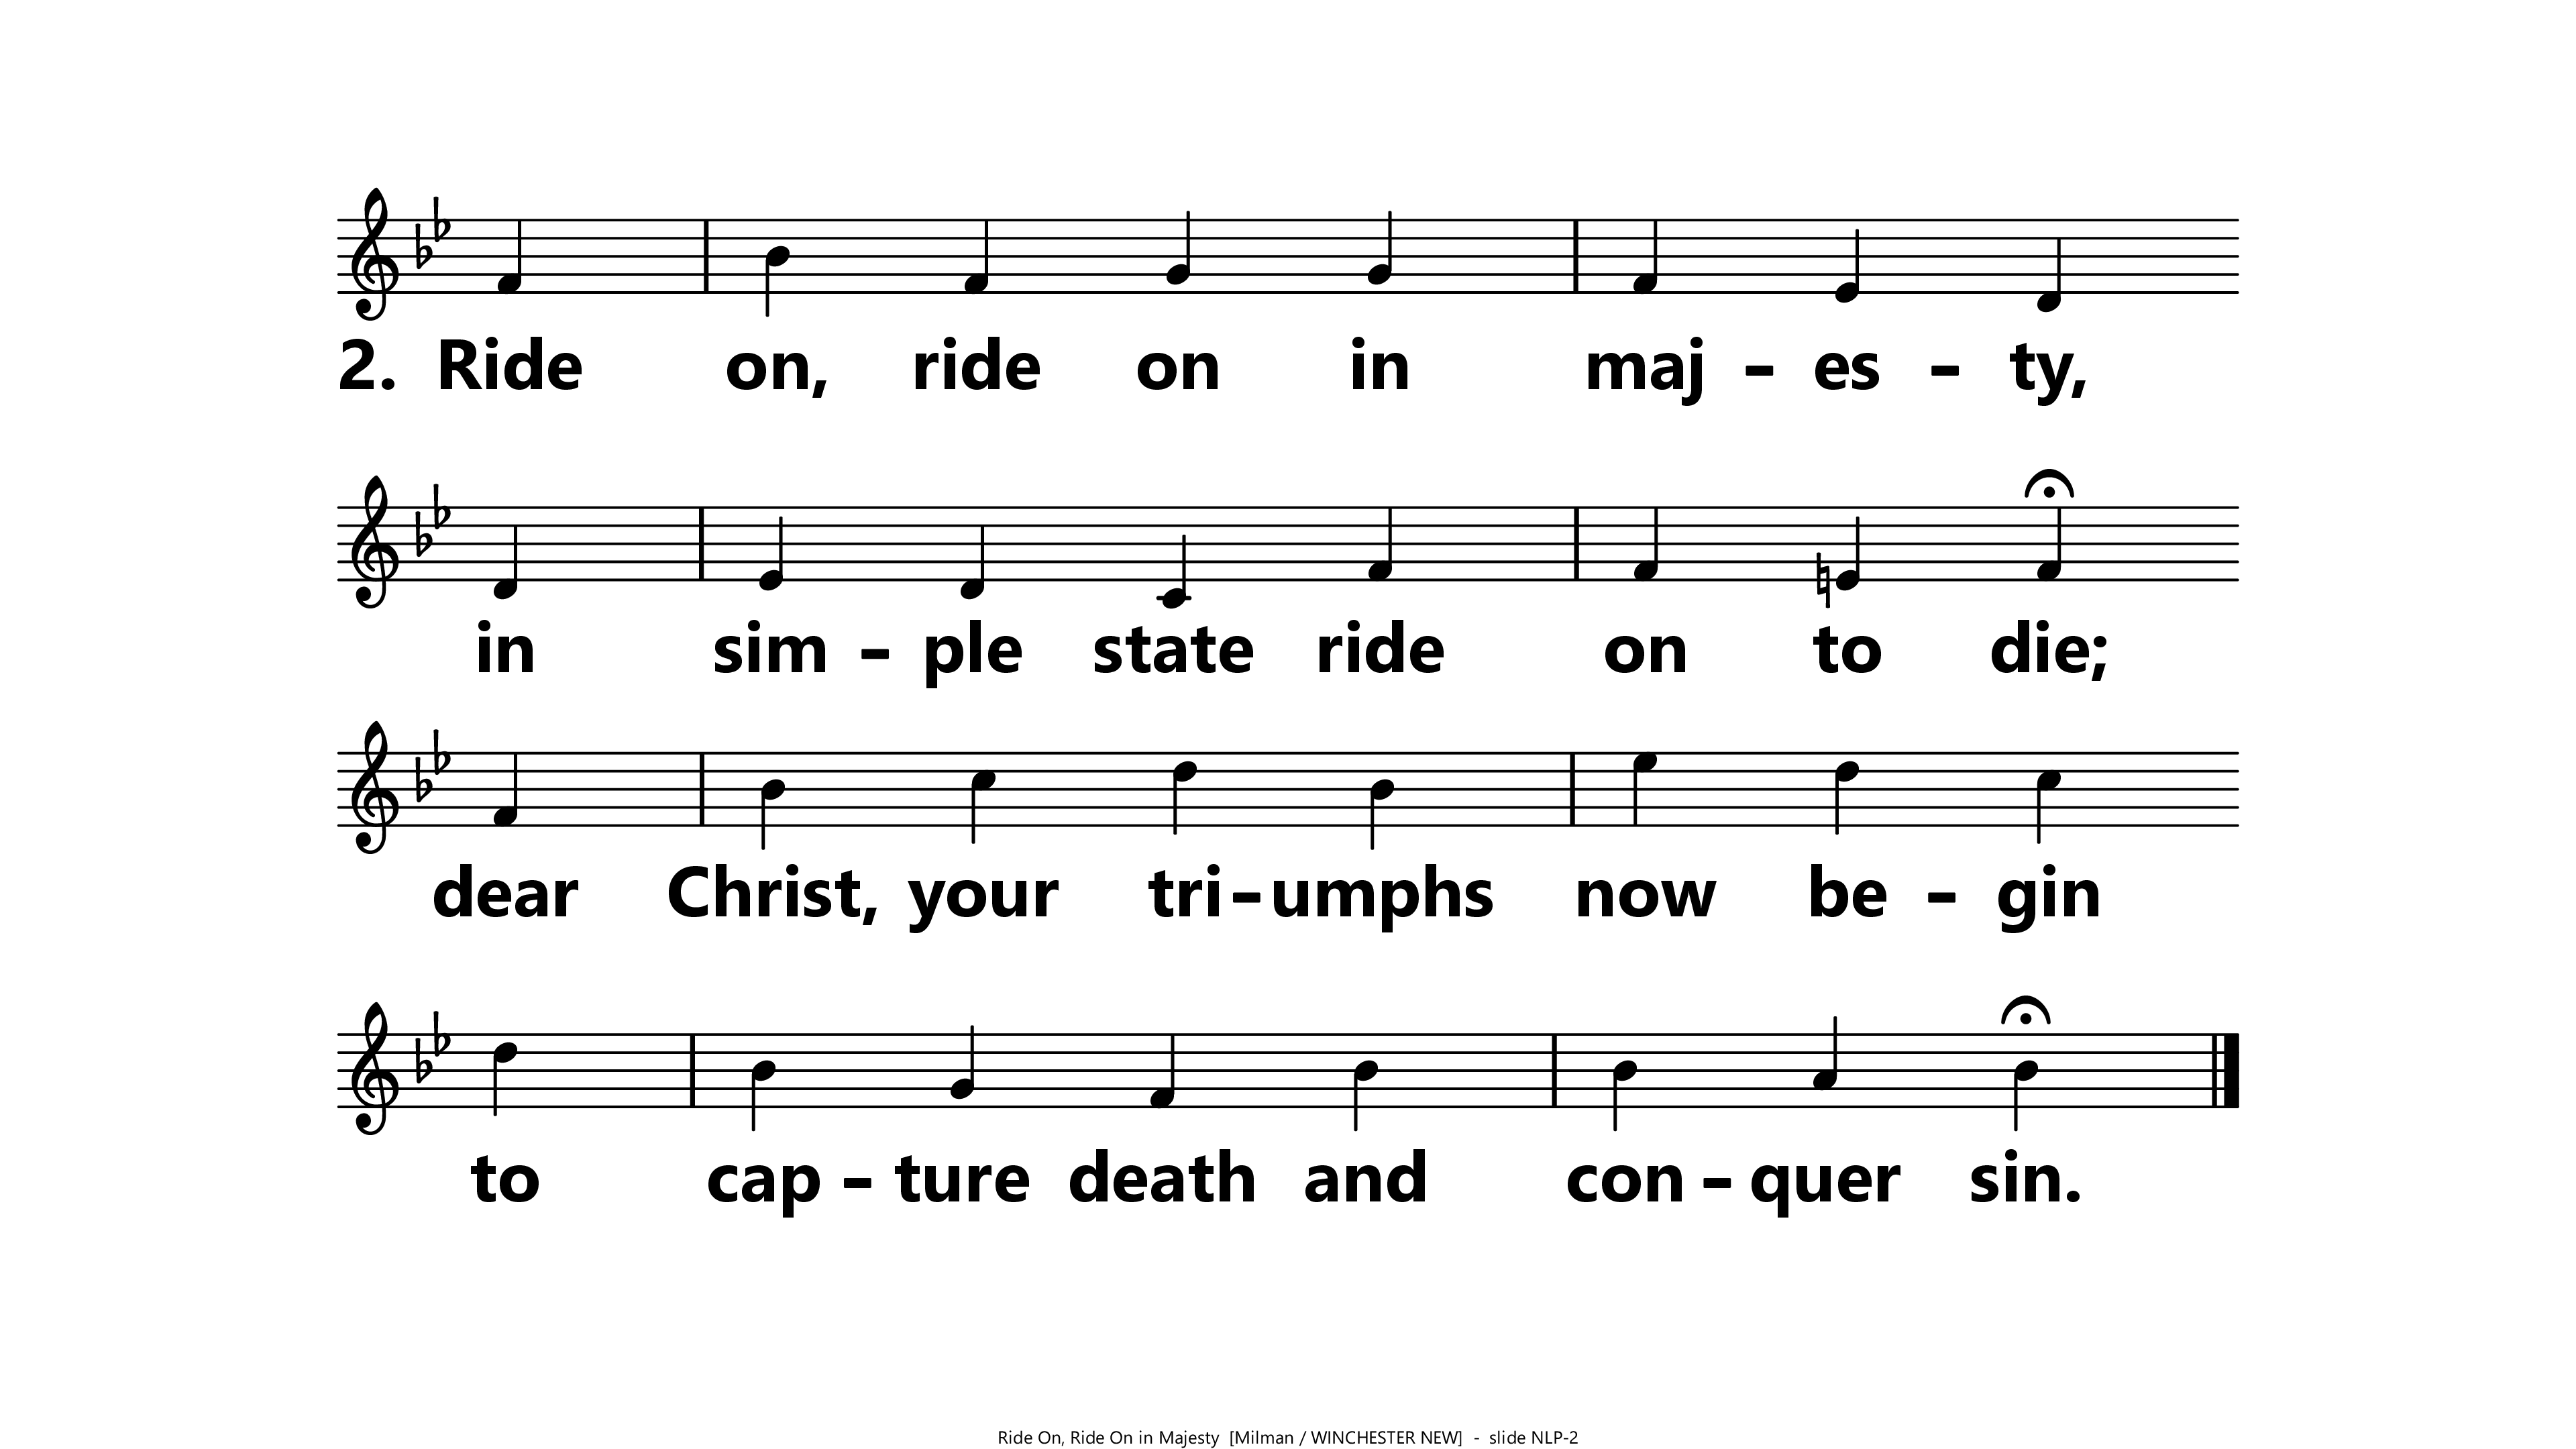 2. Ride on, ride on in maj - es - ty,
in sim - ple state ride on to die;
dear Christ, your tri - umphs now be - gin
to cap - ture death and con - quer sin.
Ride On, Ride On in Majesty [Milman / WINCHESTER NEW] - slide NLP-2